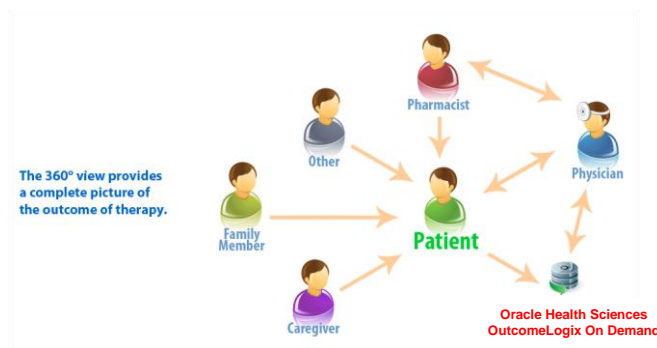 Pharmacist
Other
Physician
The 360° view provides
a complete picture of
the outcome of therapy.
Family
Member
Patient
Caregiver
Oracle Health Sciences
OutcomeLogix On Demand